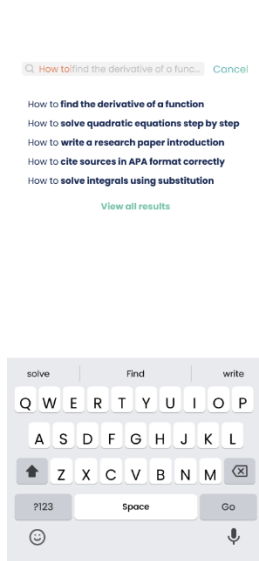 How to find the derivative of a func... Cancel
How to find the derivative of a function
How to solve quadratic equations step by step
How to write a research paper introduction
How to cite sources in APA format correctly
How to solve integrals using substitution
View all results
solve Find write
Q W E R T Y U I O P
A S D F G H J K L
Z X C V B N M
?123 Space Go